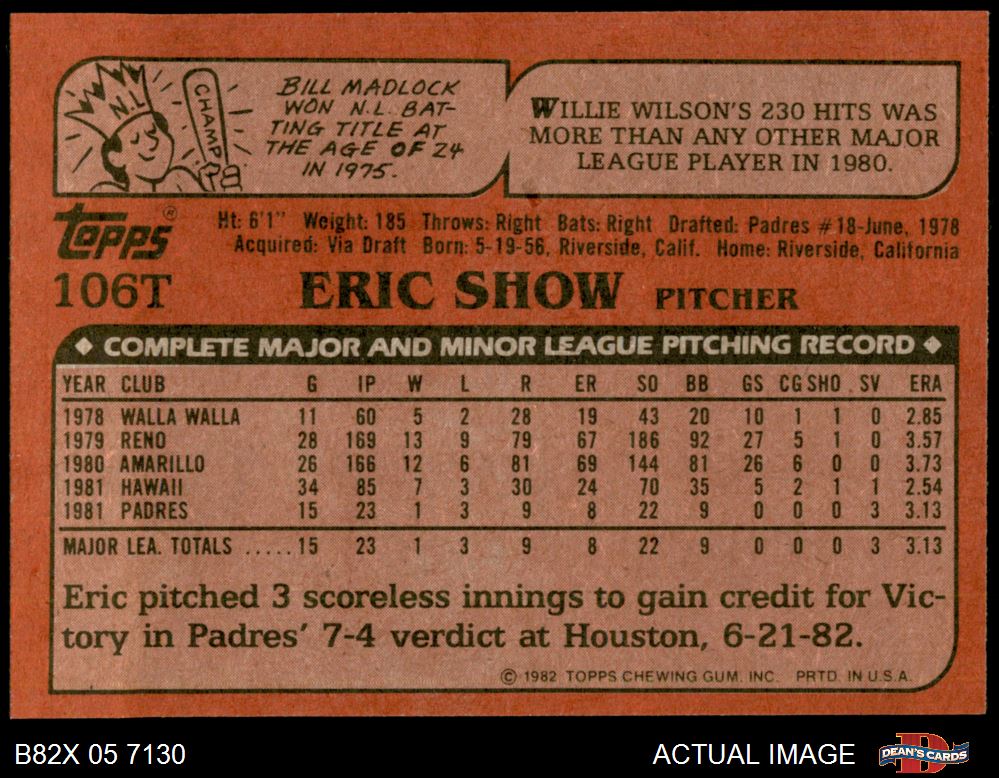 N.L.
CHAMP
BILL MADLOCK
WON N.L. BAT-
TING TITLE AT
THE AGE OF 24
IN 1975.
WILLIE WILSON'S 230 HITS WAS
MORE THAN ANY OTHER MAJOR
LEAGUE PLAYER IN 1980.
Topps®
Ht: 6'1" Weight: 185 Throws: Right Bats: Right Drafted: Padres #18-June, 1978
Acquired: Via Draft Born: 5-19-56, Riverside, Calif. Home: Riverside, California
106T ERIC SHOW PITCHER
◆ COMPLETE MAJOR AND MINOR LEAGUE PITCHING RECORD ◆
YEAR CLUB G IP W L R ER SO BB GS CG SHO SV ERA
1978 WALLA WALLA 11 60 5 2 28 19 43 20 10 1 1 0 2.85
1979 RENO 28 169 13 9 79 67 186 92 27 5 1 0 3.57
1980 AMARILLO 26 166 12 6 81 69 144 81 26 6 0 0 3.73
1981 HAWAII 34 85 7 3 30 24 70 35 5 2 1 1 2.54
1981 PADRES 15 23 1 3 9 8 22 9 0 0 0 3 3.13
MAJOR LEA. TOTALS .....15 23 1 3 9 8 22 9 0 0 0 3 3.13
Eric pitched 3 scoreless innings to gain credit for Vic-
tory in Padres' 7-4 verdict at Houston, 6-21-82.
© 1982 TOPPS CHEWING GUM, INC. PRTD. IN U.S.A.
B82X 05 7130 ACTUAL IMAGE D DEAN'S CARDS